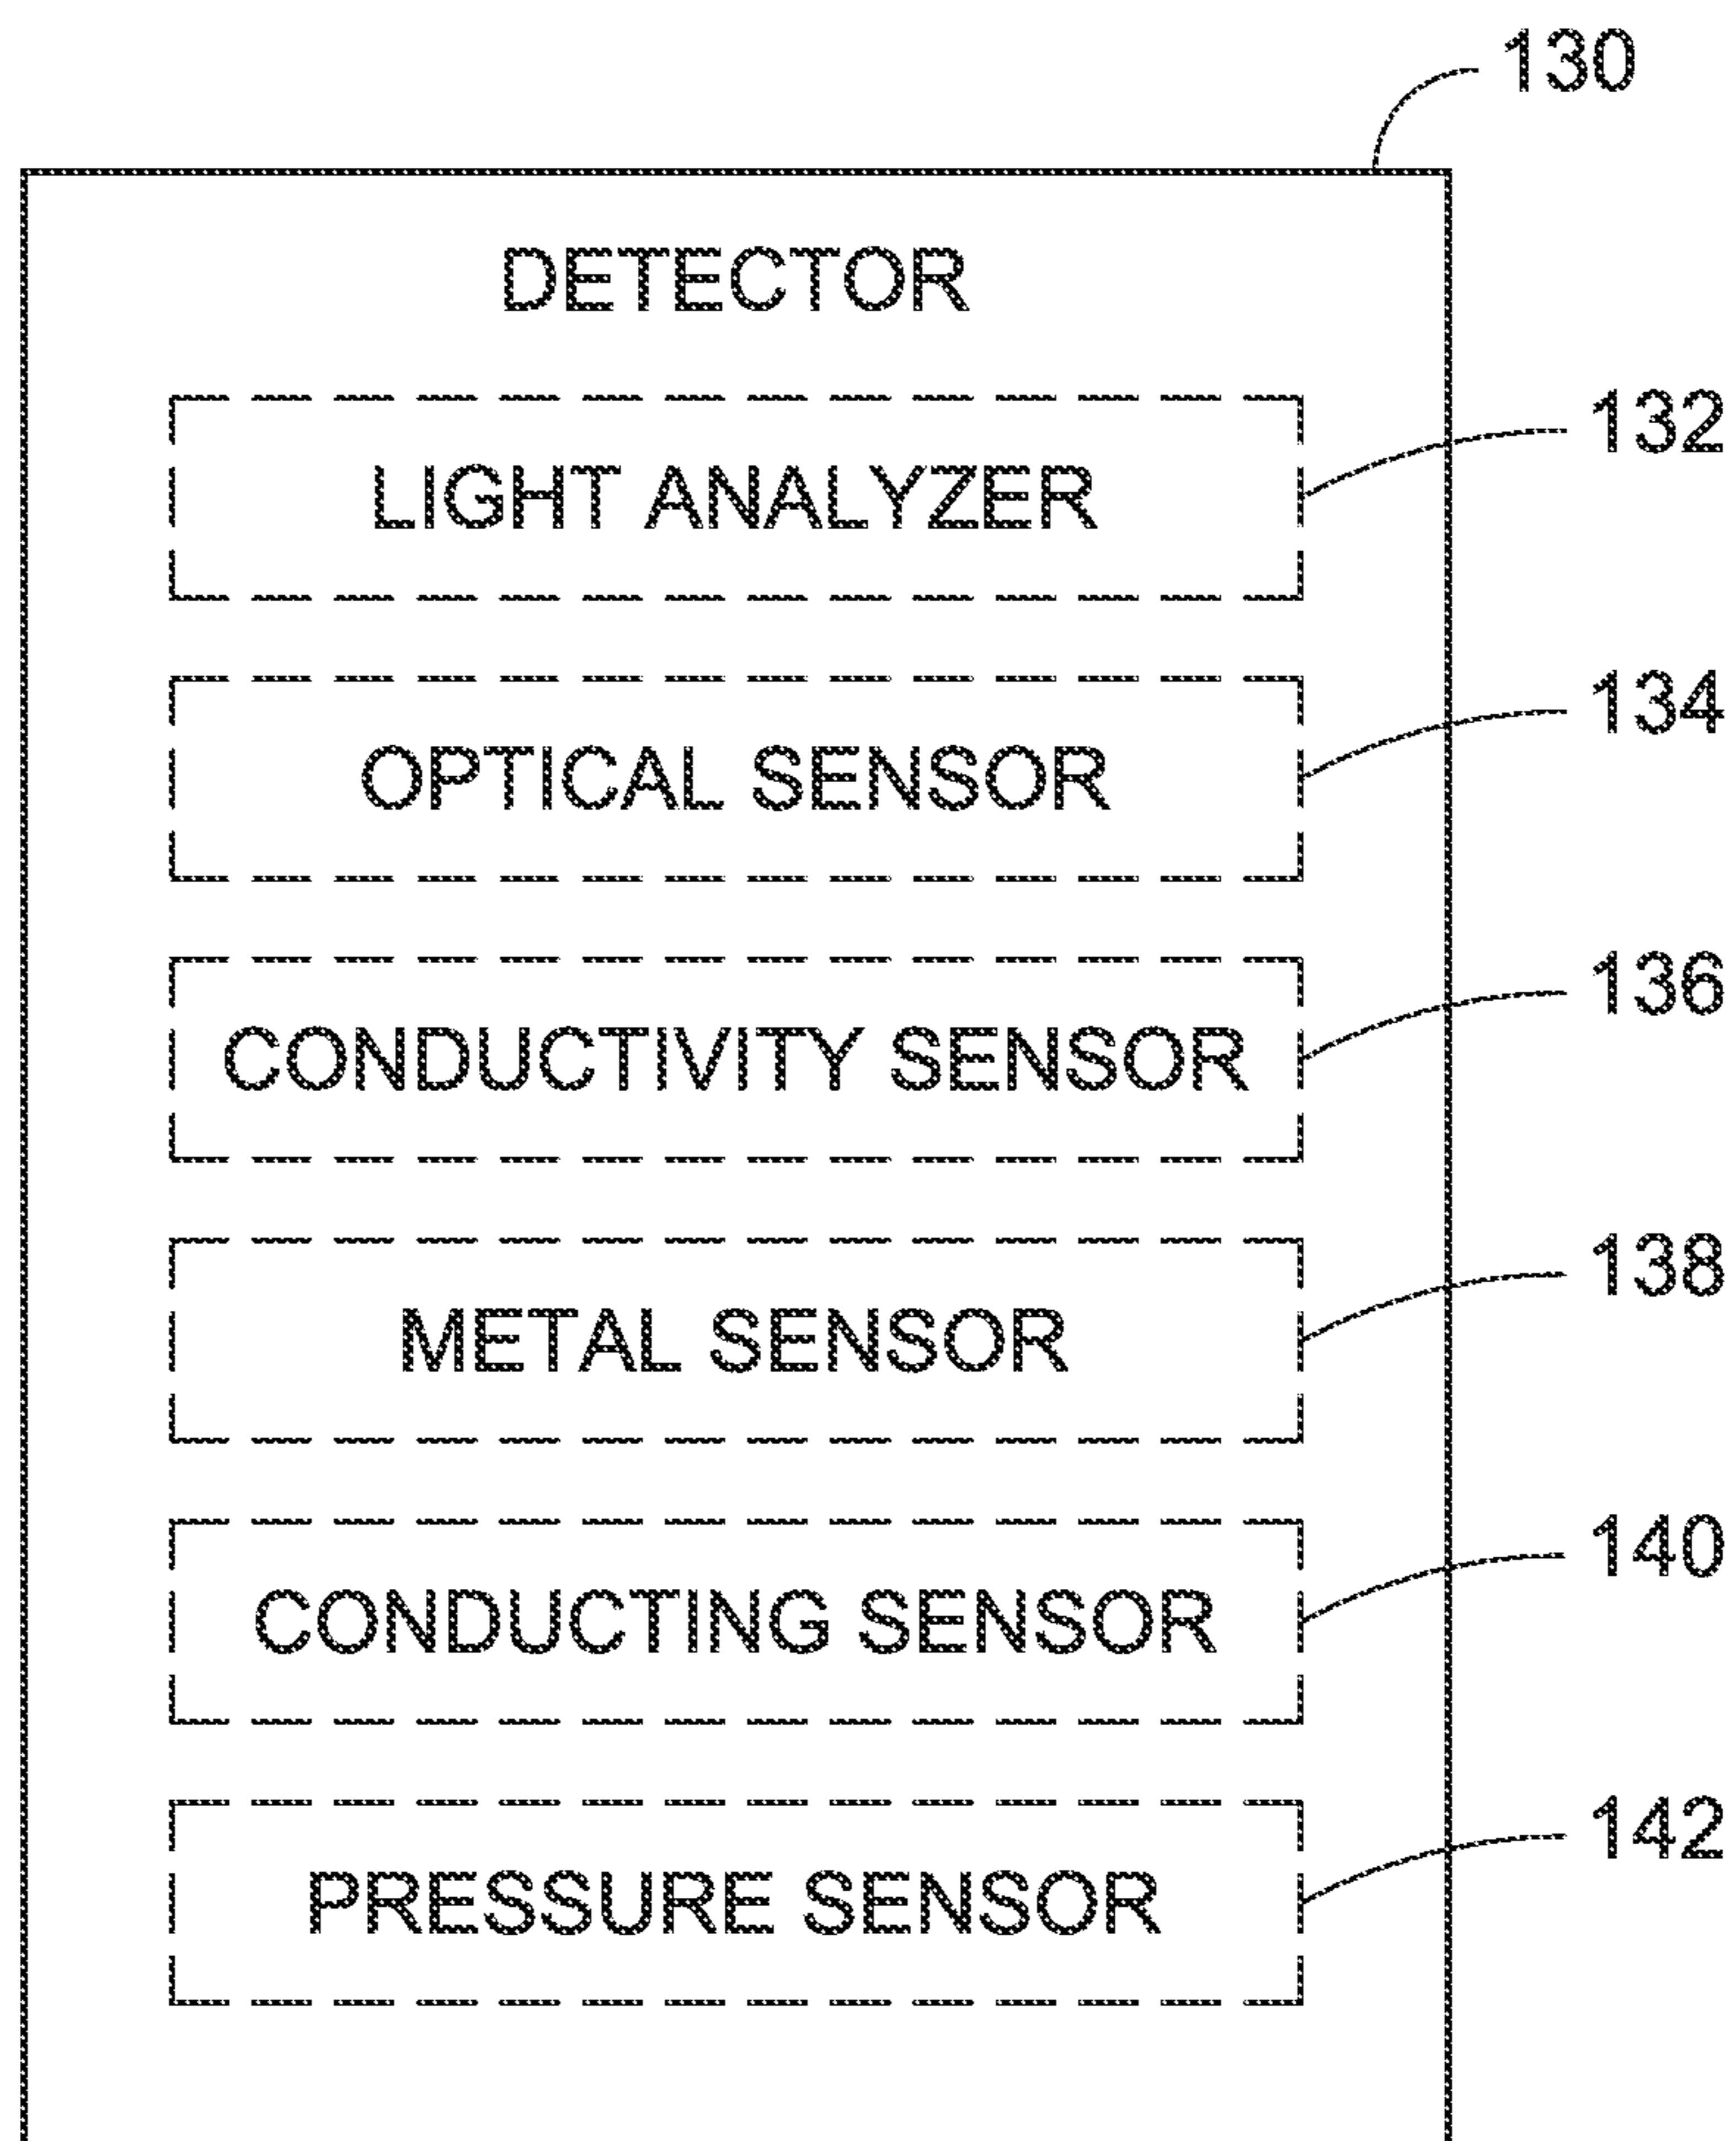 130
DETECTOR
132
LIGHT ANALYZER
134
OPTICAL SENSOR
136
CONDUCTIVITY SENSOR
138
METAL SENSOR
140
CONDUCTING SENSOR
142
PRESSURE SENSOR